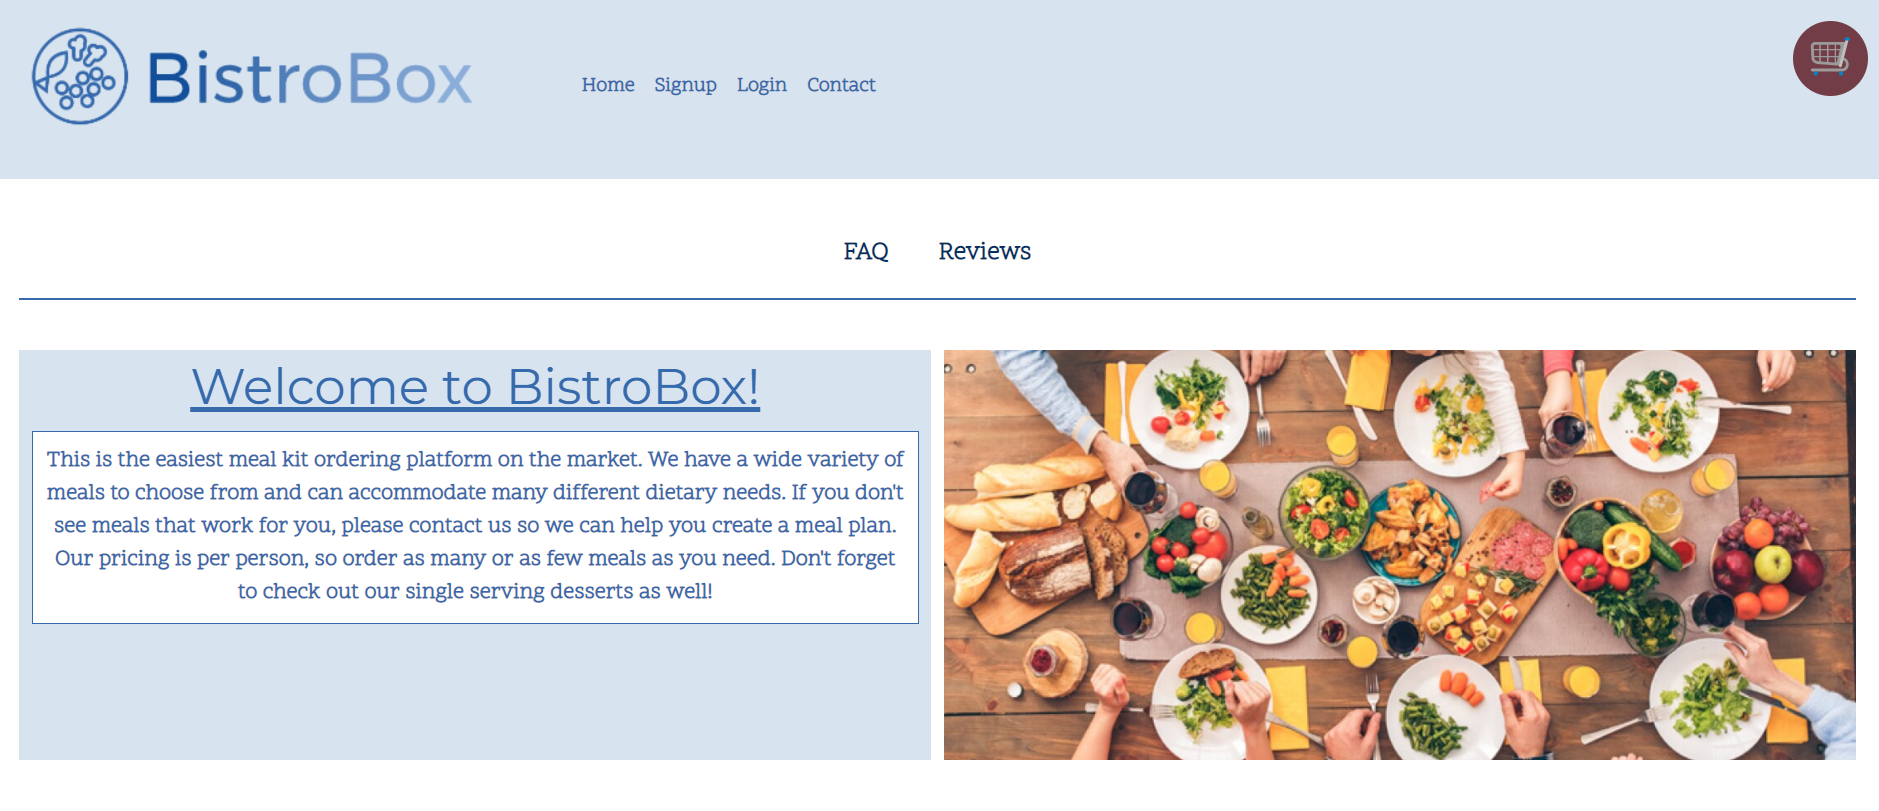 BistroBox
Home Signup Login Contact
FAQ Reviews
Welcome to BistroBox!
This is the easiest meal kit ordering platform on the market. We have a wide variety of
meals to choose from and can accommodate many different dietary needs. If you don't
see meals that work for you, please contact us so we can help you create a meal plan.
Our pricing is per person, so order as many or as few meals as you need. Don't forget
to check out our single serving desserts as well!